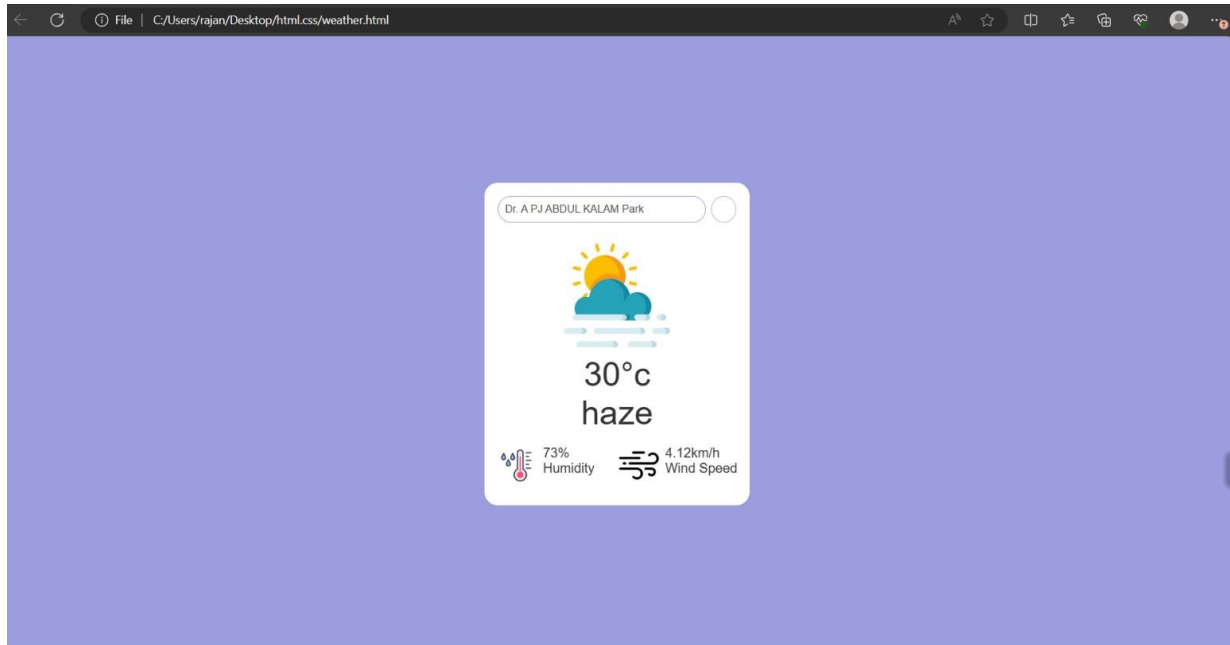 File | C:/Users/rajan/Desktop/html.css/weather.html
Dr. A PJ ABDUL KALAM Park
30°c
haze
73%
Humidity
4.12km/h
Wind Speed